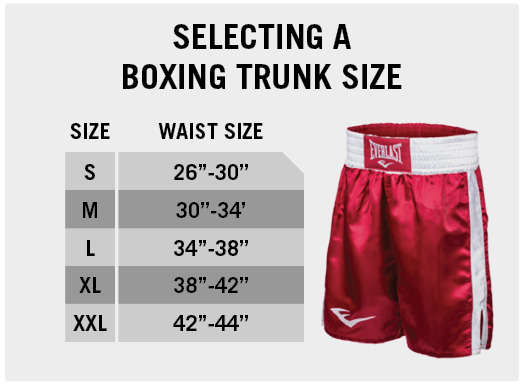 SELECTING A
BOXING TRUNK SIZE
SIZE WAIST SIZE
S 26”-30”
M 30”-34’
L 34”-38”
XL 38”-42”
XXL 42”-44”
EVERLAST